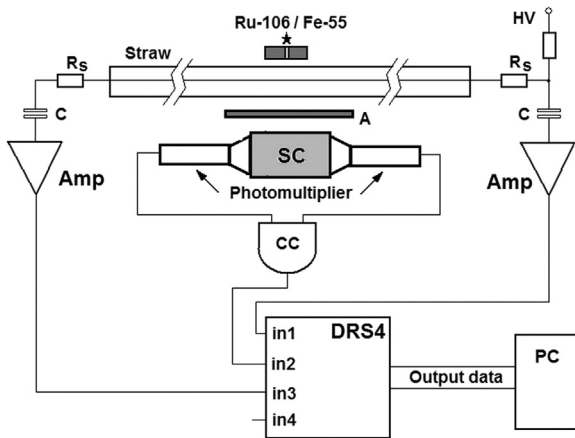 Ru-106 / Fe-55
HV
Straw
Rs
Rs
C
C
A
SC
Amp
Amp
Photomultiplier
CC
DRS4
in1
in2
in3
in4
Output data
PC